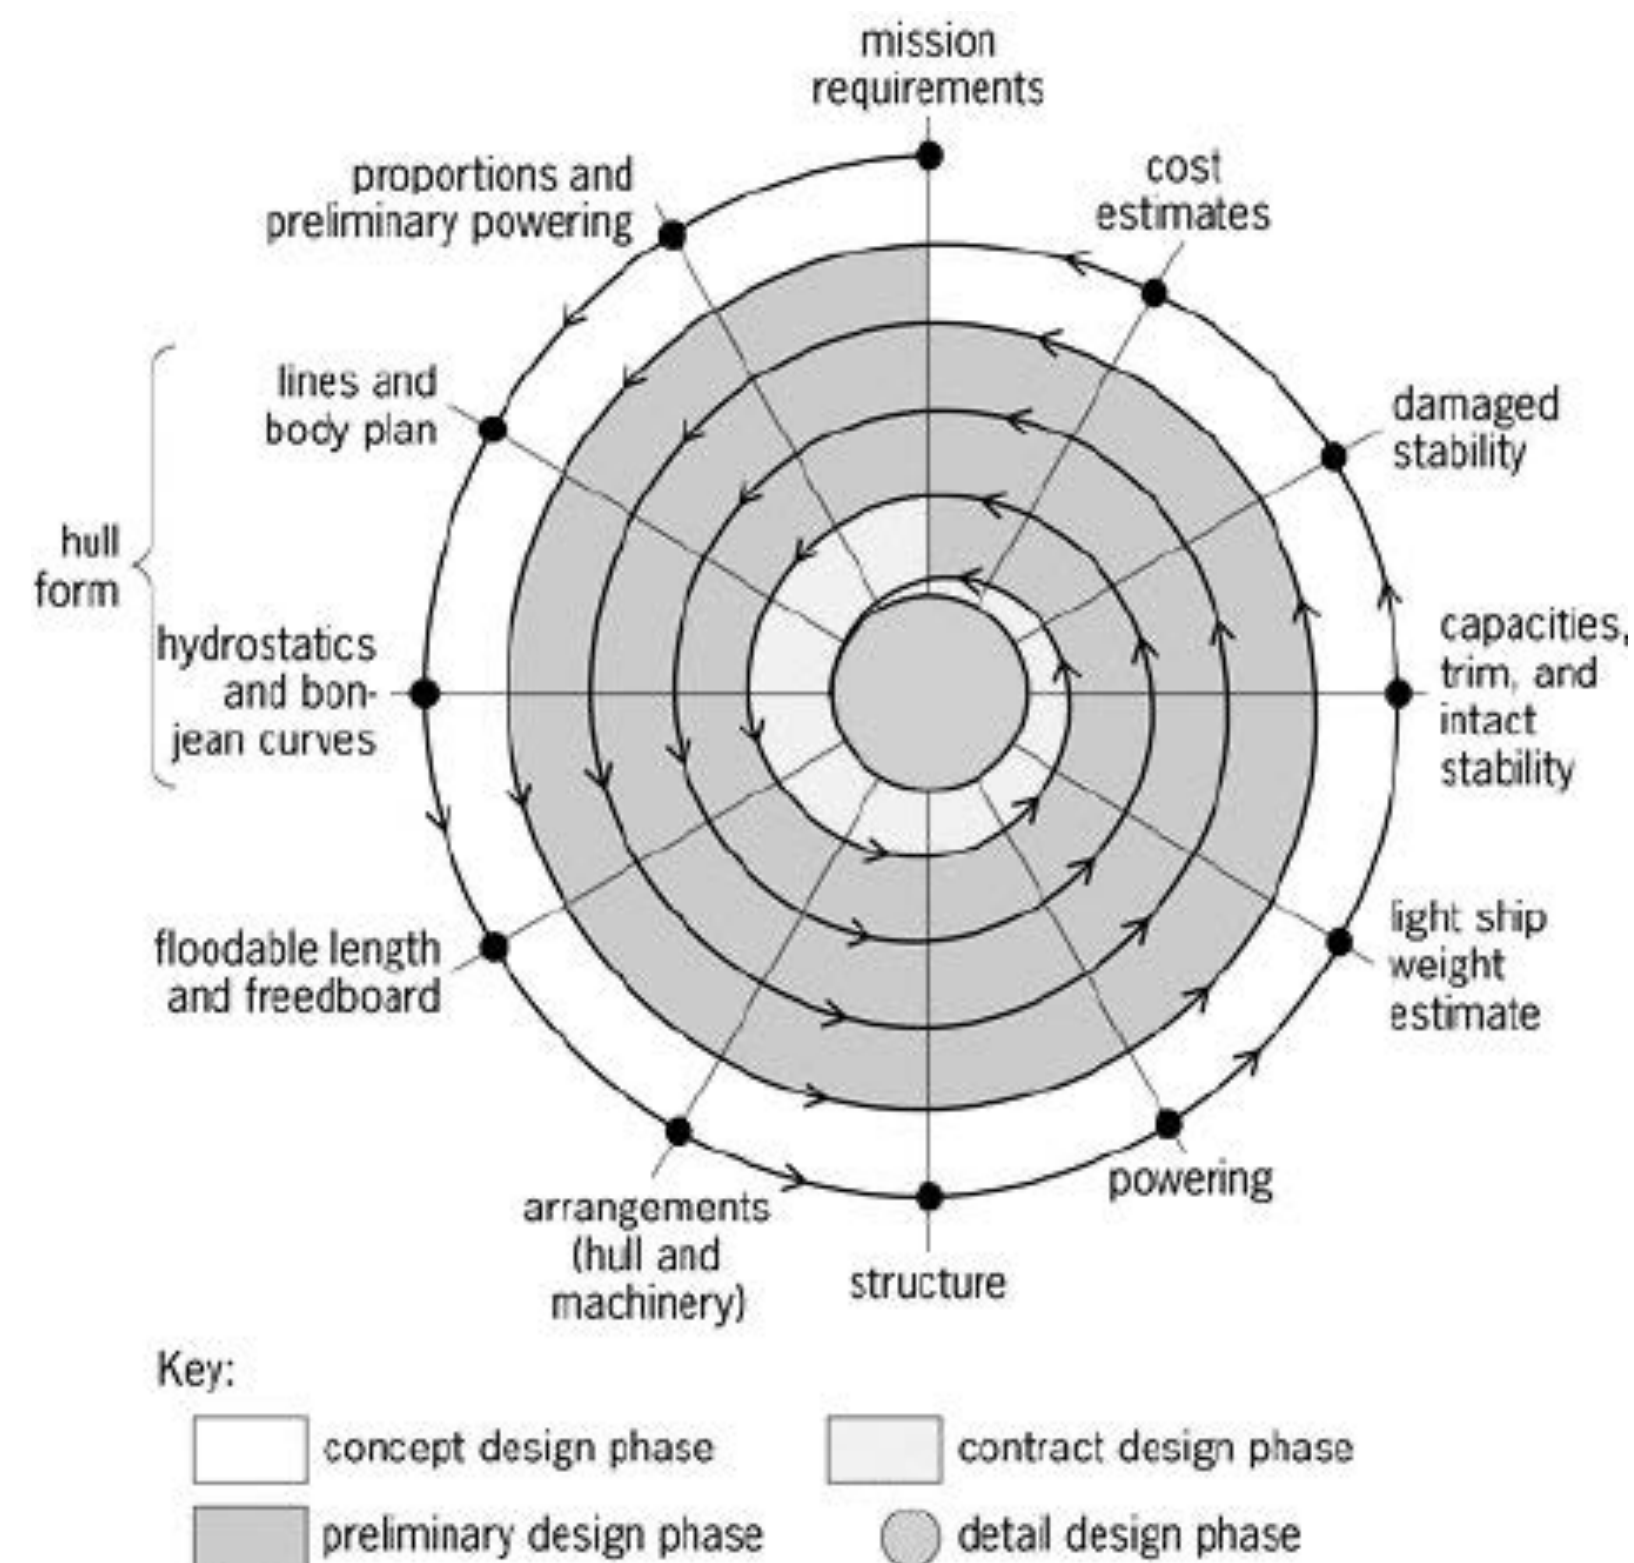 mission
requirements
cost
estimates
proportions and
preliminary powering
lines and
body plan
damaged
stability
hull
form
hydrostatics
and bon-
jean curves
capacities,
trim, and
intact
stability
floodable length
and freedboard
light ship
weight
estimate
powering
arrangements
(hull and
machinery)
structure
Key:
concept design phase
contract design phase
preliminary design phase
detail design phase